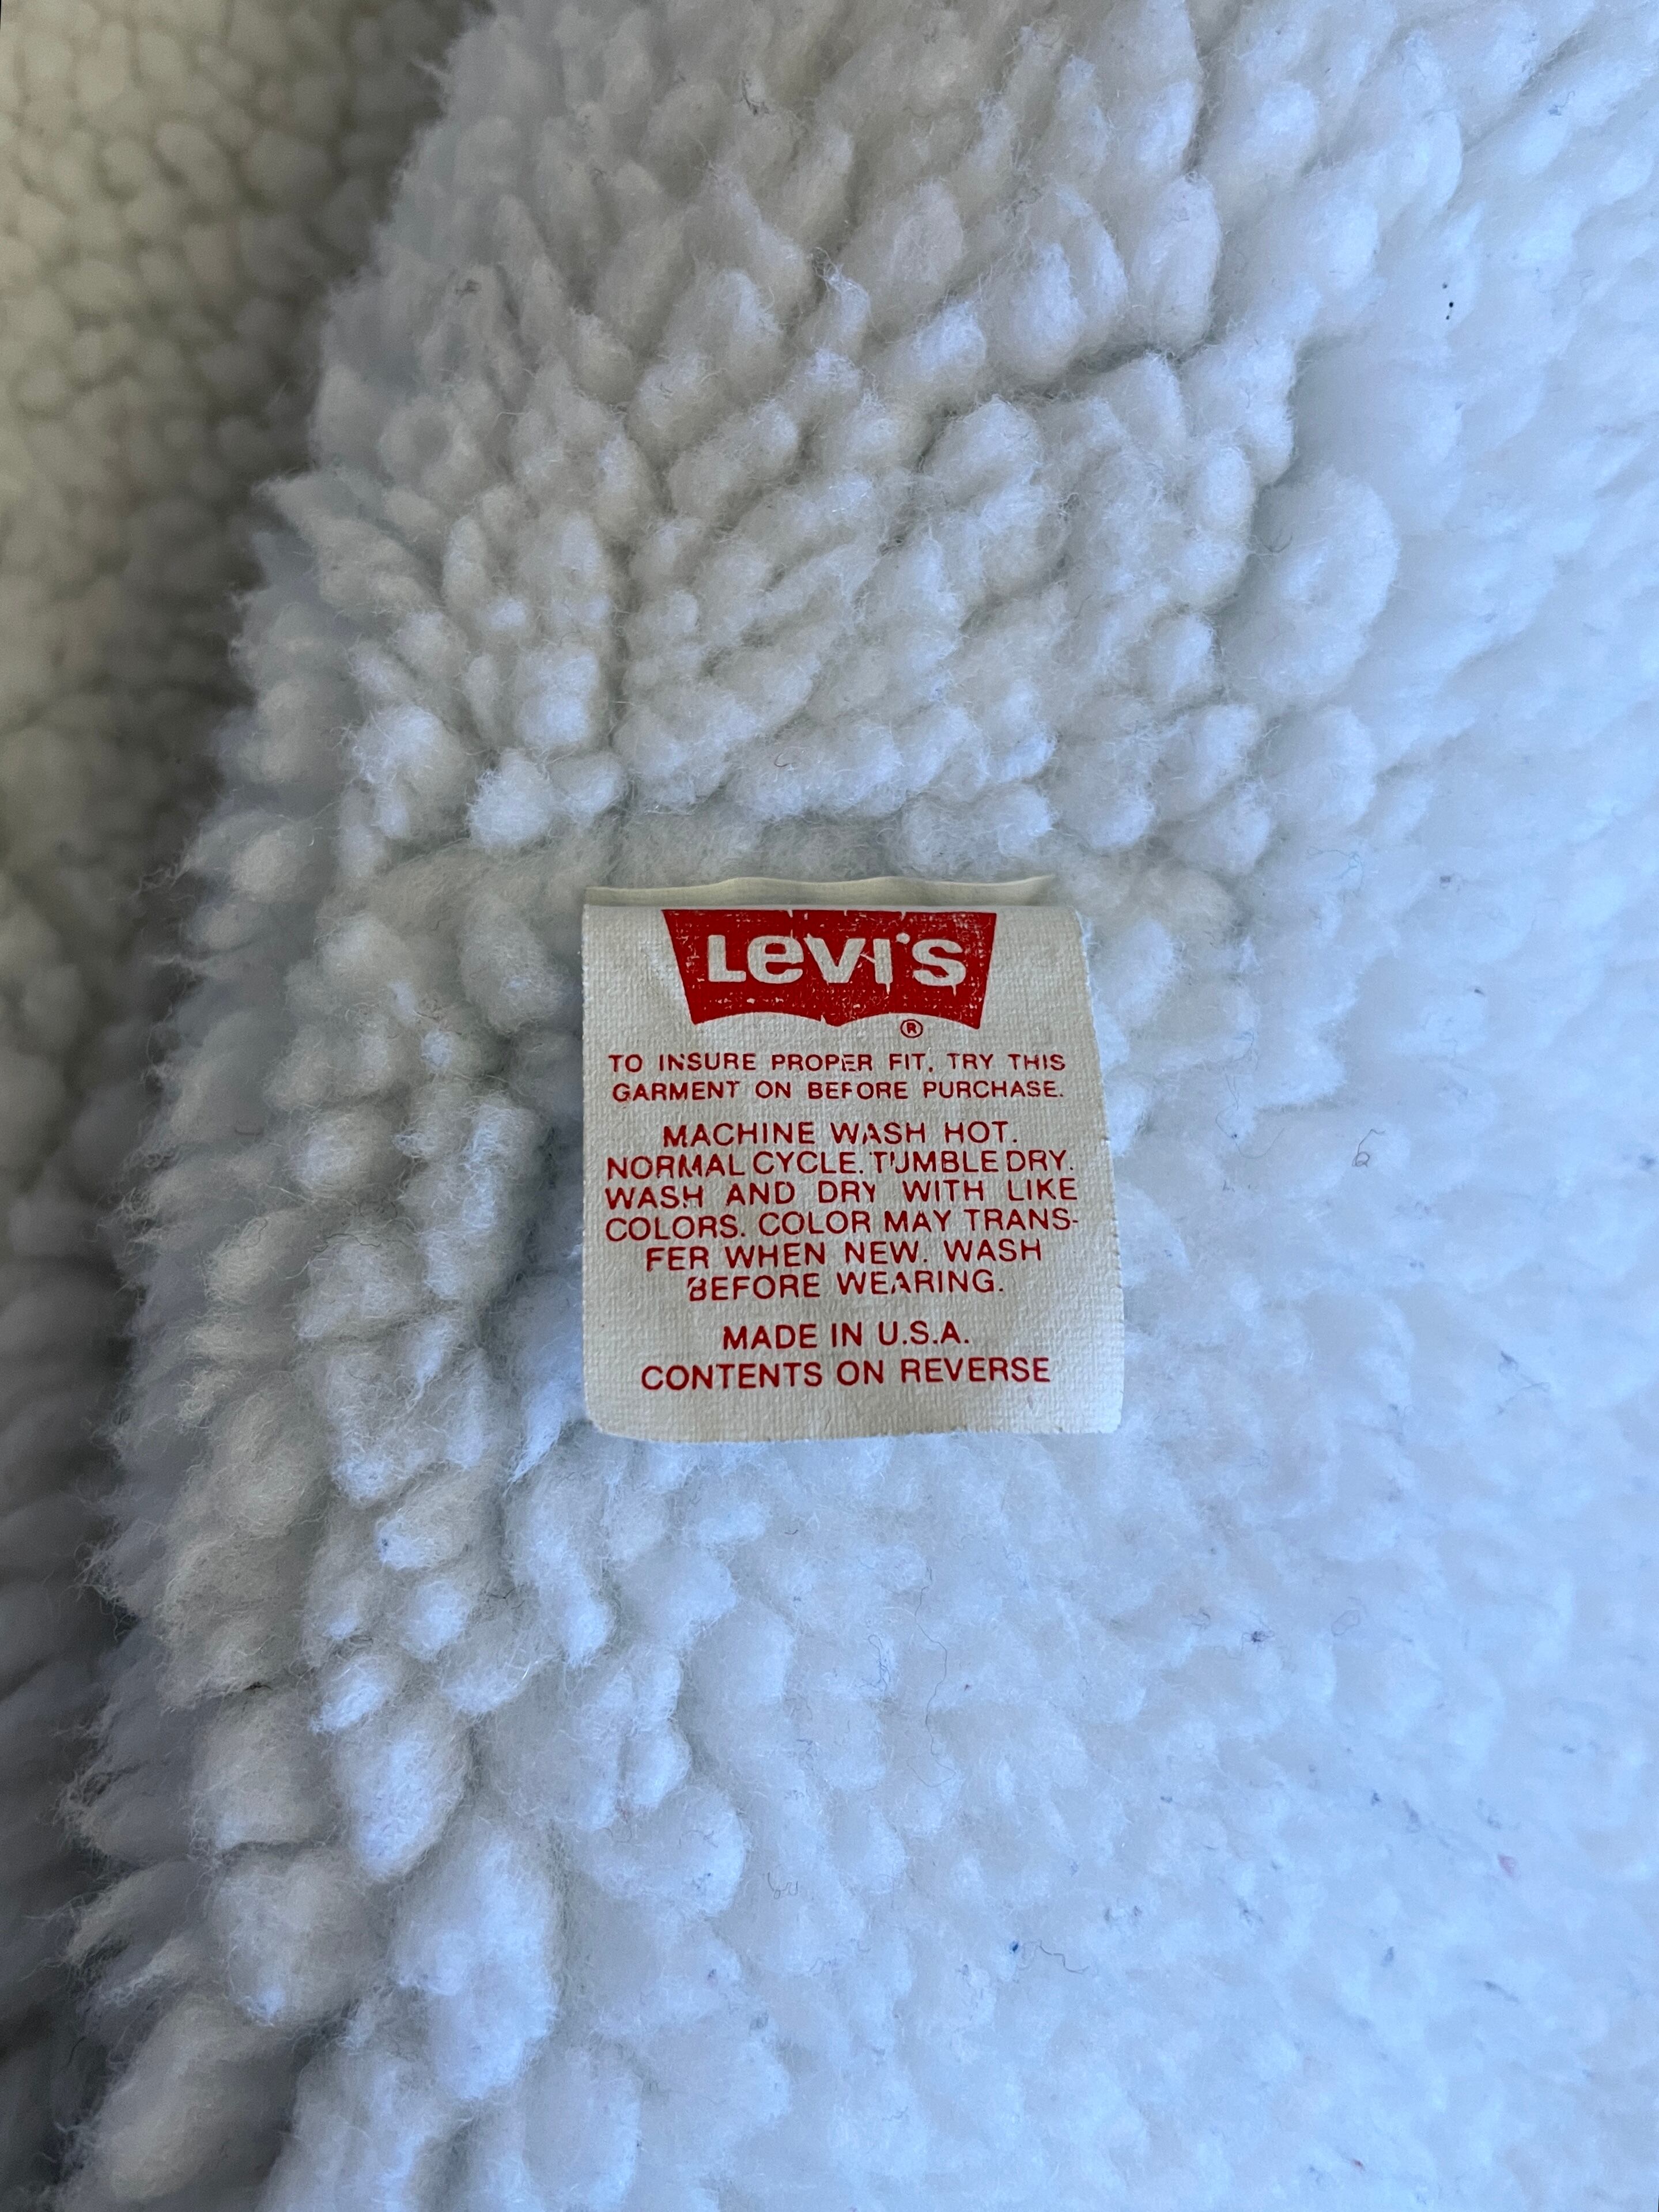 LEVI'S
®
TO INSURE PROPER FIT, TRY THIS
GARMENT ON BEFORE PURCHASE.
MACHINE WASH HOT.
NORMAL CYCLE. TUMBLE DRY.
WASH AND DRY WITH LIKE
COLORS. COLOR MAY TRANS-
FER WHEN NEW. WASH
BEFORE WEARING.
MADE IN U.S.A.
CONTENTS ON REVERSE